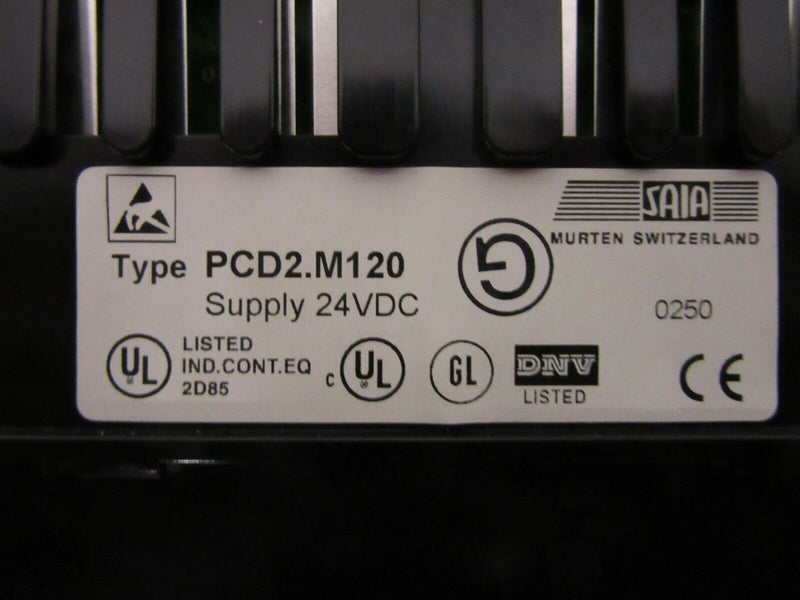 SAIA
MURTEN SWITZERLAND
Type PCD2.M120
Supply 24VDC
0250
UL
LISTED
IND.CONT.EQ
2D85
c UL
GL
DNV
LISTED
CE